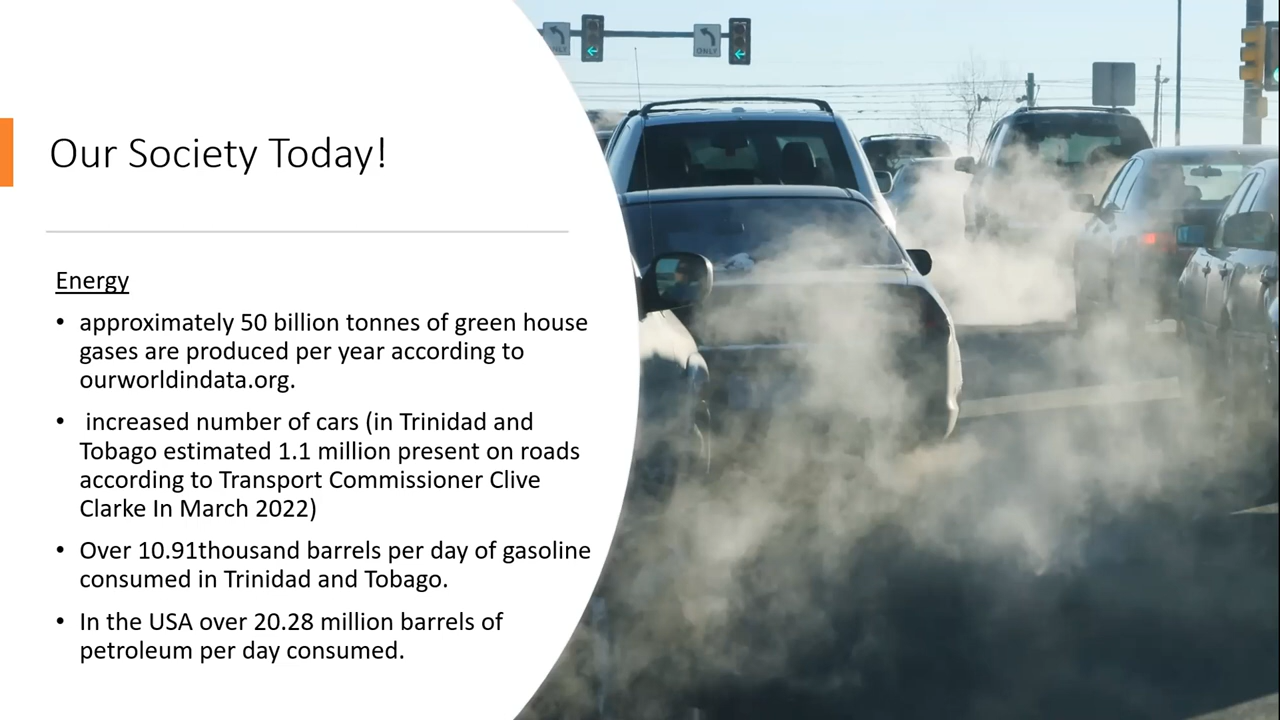 Our Society Today!
Energy
• approximately 50 billion tonnes of green house
gases are produced per year according to
ourworldindata.org.
• increased number of cars (in Trinidad and
Tobago estimated 1.1 million present on roads
according to Transport Commissioner Clive
Clarke In March 2022)
• Over 10.91thousand barrels per day of gasoline
consumed in Trinidad and Tobago.
• In the USA over 20.28 million barrels of
petroleum per day consumed.
ONLY
ONLY